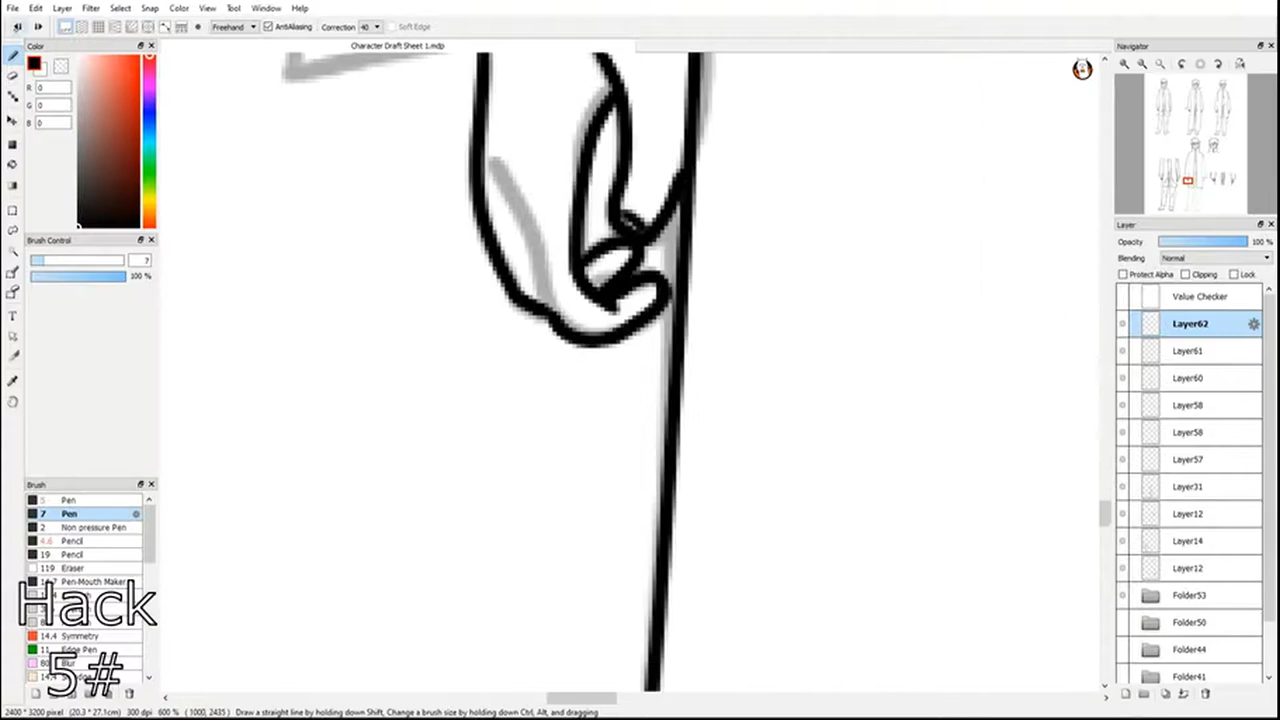 File Edit Layer Filter Select Snap Color View Tool Window Help
Freehand AntiAliasing Correction 40 Soft Edge
Character Draft Sheet 1.mdp
Color
R 0
G 0
B 0
Brush Control
7
100 %
Brush
5 Pen
7 Pen
2 Non pressure Pen
4.6 Pencil
19 Pencil
119 Eraser
Pen-Mouth Maker
14.4 Symmetry
11 Edge Pen
Blur
Hack
5#
Navigator
Layer
Opacity 100 %
Blending Normal
Protect Alpha Clipping Lock
Value Checker
Layer62
Layer61
Layer60
Layer58
Layer58
Layer57
Layer31
Layer12
Layer14
Layer12
Folder53
Folder50
Folder44
Folder41
2400 * 3200 pixel (20.3 * 27.1cm) 300 dpi 600 % ( 1000, 2435) Draw a straight line by holding down Shift, Change a brush size by holding down Ctrl, Alt, and dragging